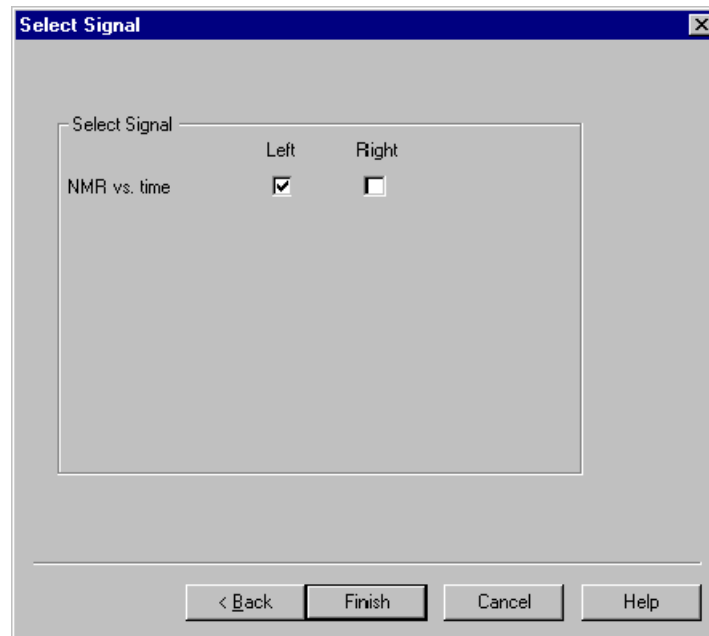 Select Signal
Select Signal
Left Right
NMR vs. time
< Back Finish Cancel Help